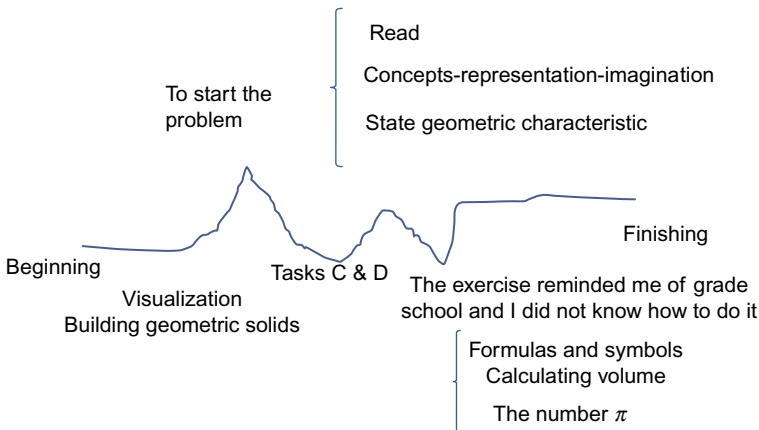 Read
Concepts-representation-imagination
To start the
problem
State geometric characteristic
Beginning
Visualization
Building geometric solids
Tasks C & D
Finishing
The exercise reminded me of grade
school and I did not know how to do it
Formulas and symbols
Calculating volume
The number π